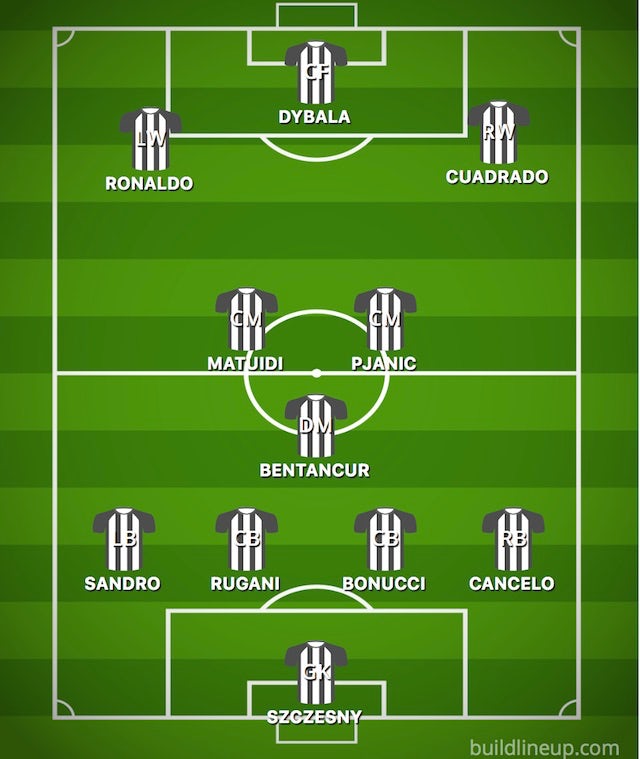 CF
DYBALA
LW
RONALDO
RW
CUADRADO
CM
MATUIDI
CM
PJANIC
DM
BENTANCUR
LB
SANDRO
CB
RUGANI
CB
BONUCCI
RB
CANCELO
GK
SZCZESNY
buildlineup.com